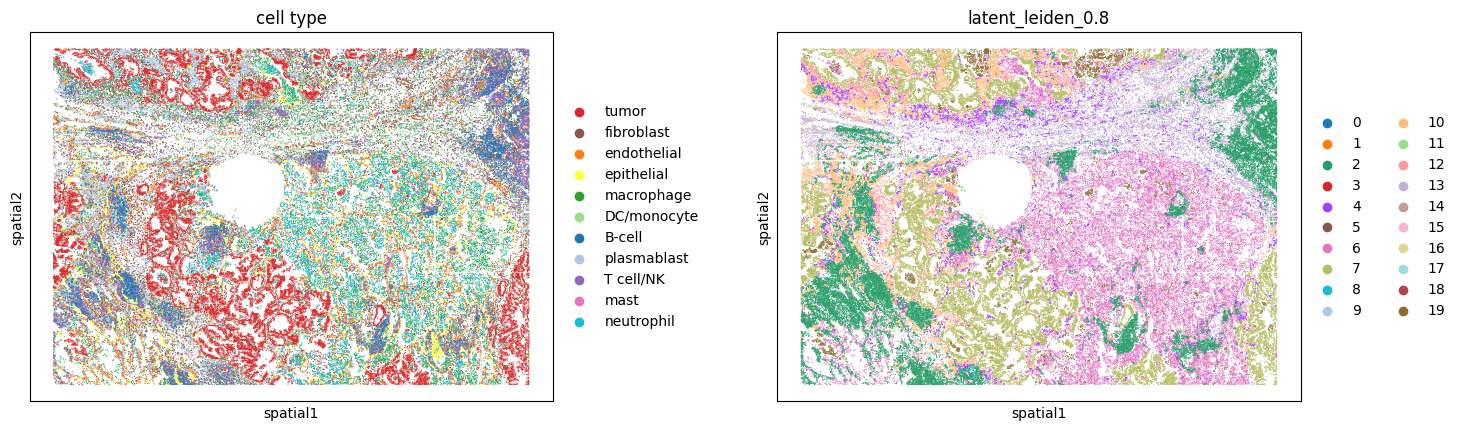 cell type
spatial2
spatial1
tumor
fibroblast
endothelial
epithelial
macrophage
DC/monocyte
B-cell
plasmablast
T cell/NK
mast
neutrophil
latent_leiden_0.8
spatial2
spatial1
0
1
2
3
4
5
6
7
8
9
10
11
12
13
14
15
16
17
18
19